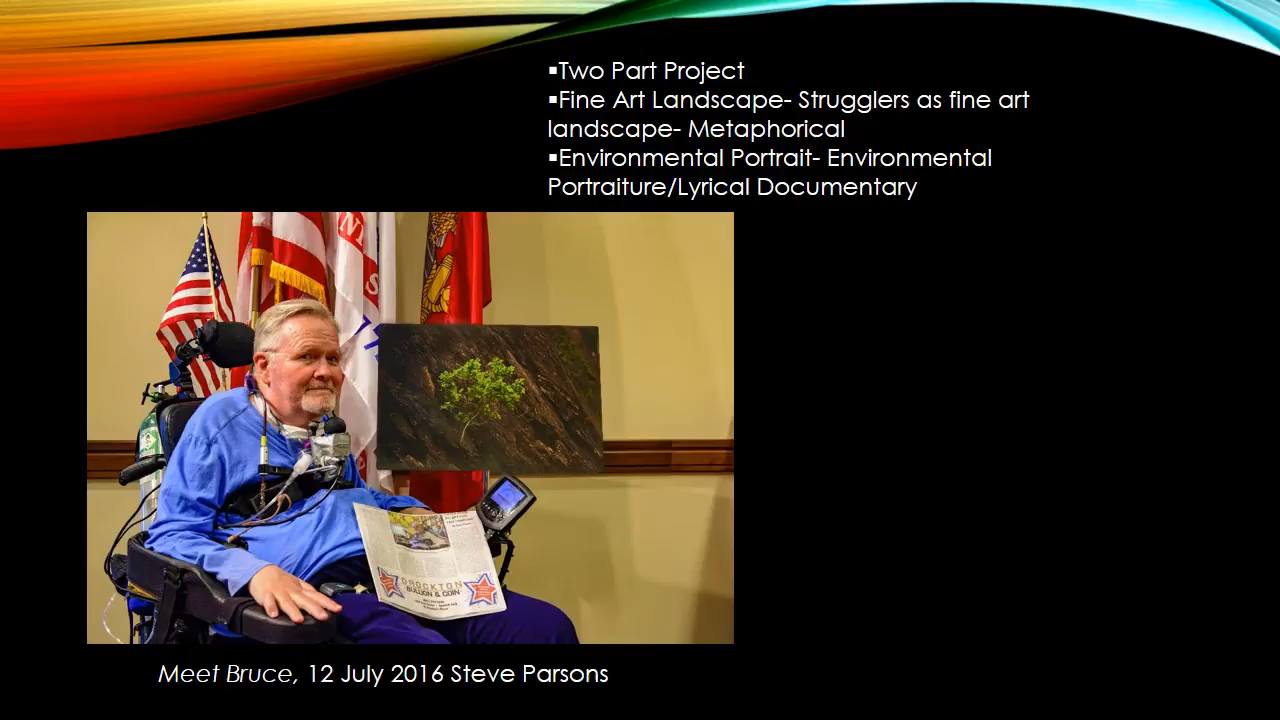 ▪Two Part Project
▪Fine Art Landscape- Strugglers as fine art
landscape- Metaphorical
▪Environmental Portrait- Environmental
Portraiture/Lyrical Documentary
BROCKTON
BULLION & COIN
Meet Bruce, 12 July 2016 Steve Parsons